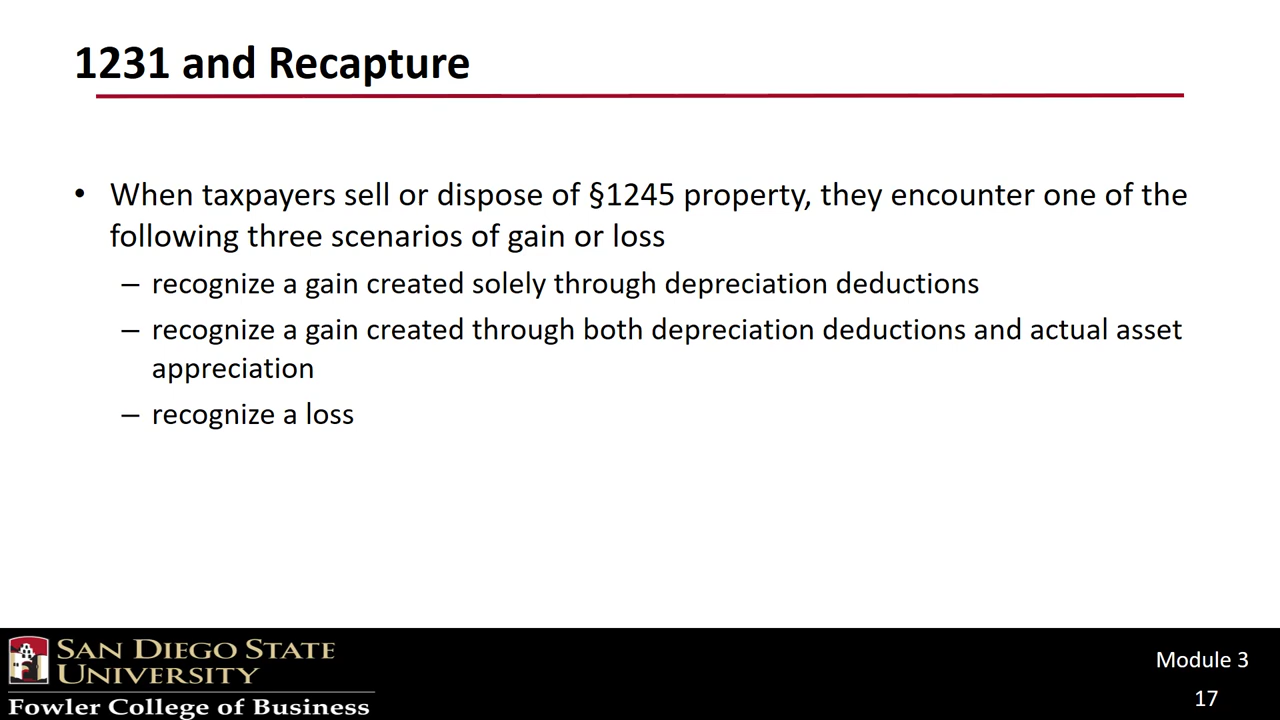 1231 and Recapture
• When taxpayers sell or dispose of §1245 property, they encounter one of the
following three scenarios of gain or loss
– recognize a gain created solely through depreciation deductions
– recognize a gain created through both depreciation deductions and actual asset
appreciation
– recognize a loss
SAN DIEGO STATE
UNIVERSITY
Fowler College of Business
Module 3
17